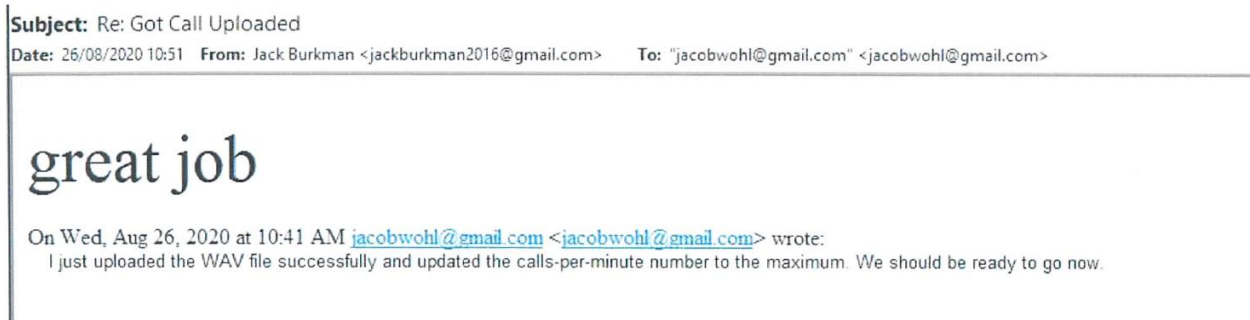 Subject: Re: Got Call Uploaded
Date: 26/08/2020 10:51 From: Jack Burkman <jackburkman2016@gmail.com> To: "jacobwohl@gmail.com" <jacobwohl@gmail.com>
great job
On Wed, Aug 26, 2020 at 10:41 AM jacobwohl@gmail.com <jacobwohl@gmail.com> wrote:
I just uploaded the WAV file successfully and updated the calls-per-minute number to the maximum. We should be ready to go now.